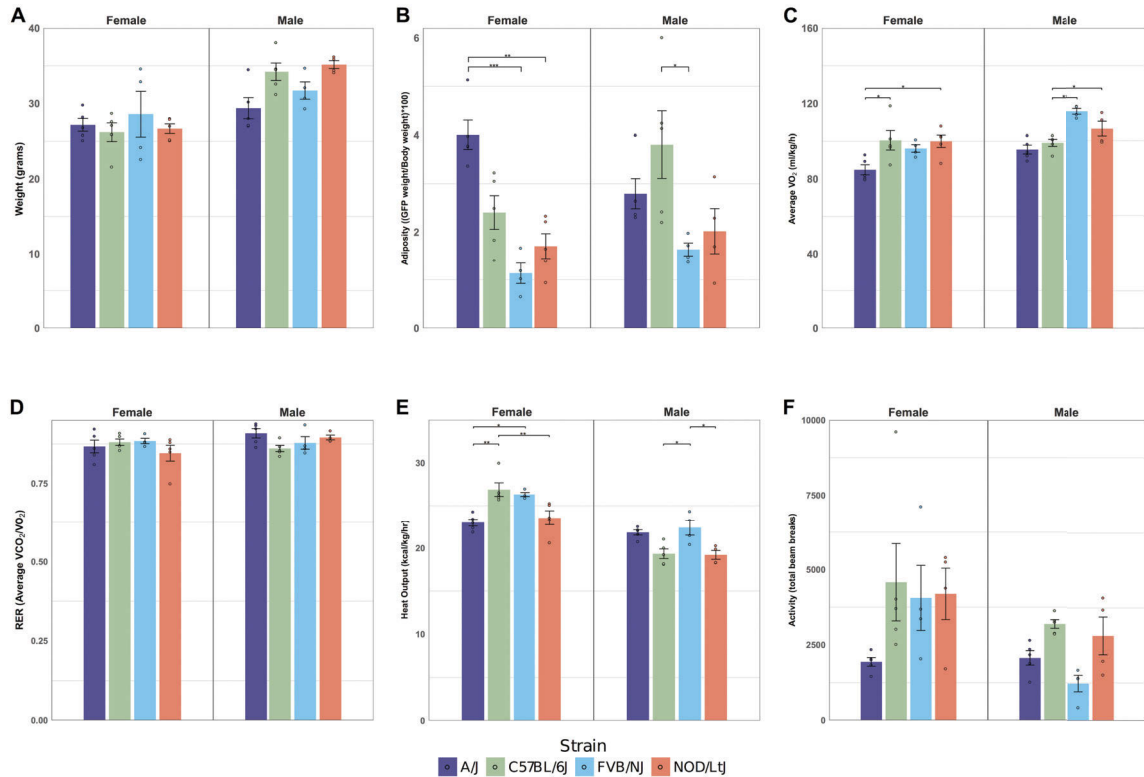 A
Female
Male
Weight (grams)
40
30
20
10
0
B
Female
Male
Adiposity (GFP weight/Body weight)*100)
6
4
2
0
**
***
*
C
Female
Male
Average VO₂ (ml/kg/h)
160
120
80
40
0
*
*
*
**
D
Female
Male
RER (Average VCO₂/VO₂)
0.75
0.50
0.25
0.00
E
Female
Male
Heat Output (kcal/kg/hr)
30
20
10
0
*
**
**
*
*
F
Female
Male
Activity (total beam breaks)
10000
7500
5000
2500
0
Strain
A/J C57BL/6J FVB/NJ NOD/LtJ